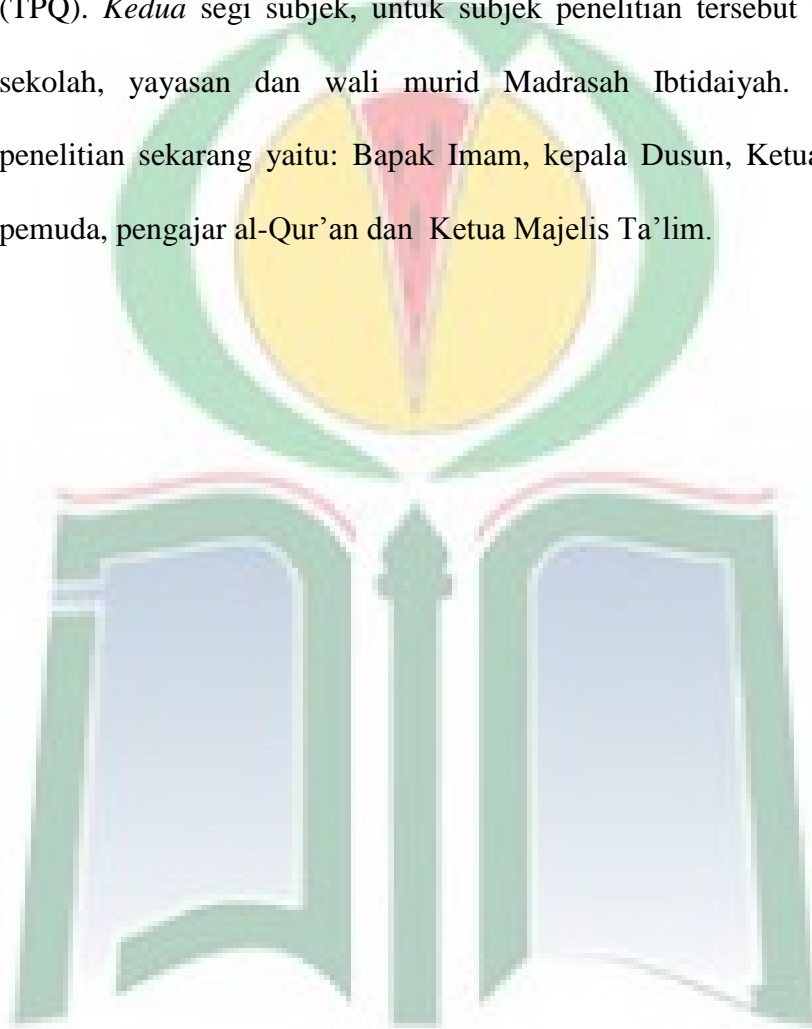 (TPQ). Kedua segi subjek, untuk subjek penelitian tersebut
sekolah, yayasan dan wali murid Madrasah Ibtidaiyah.
penelitian sekarang yaitu: Bapak Imam, kepala Dusun, Ketua
pemuda, pengajar al-Qur’an dan Ketua Majelis Ta’lim.